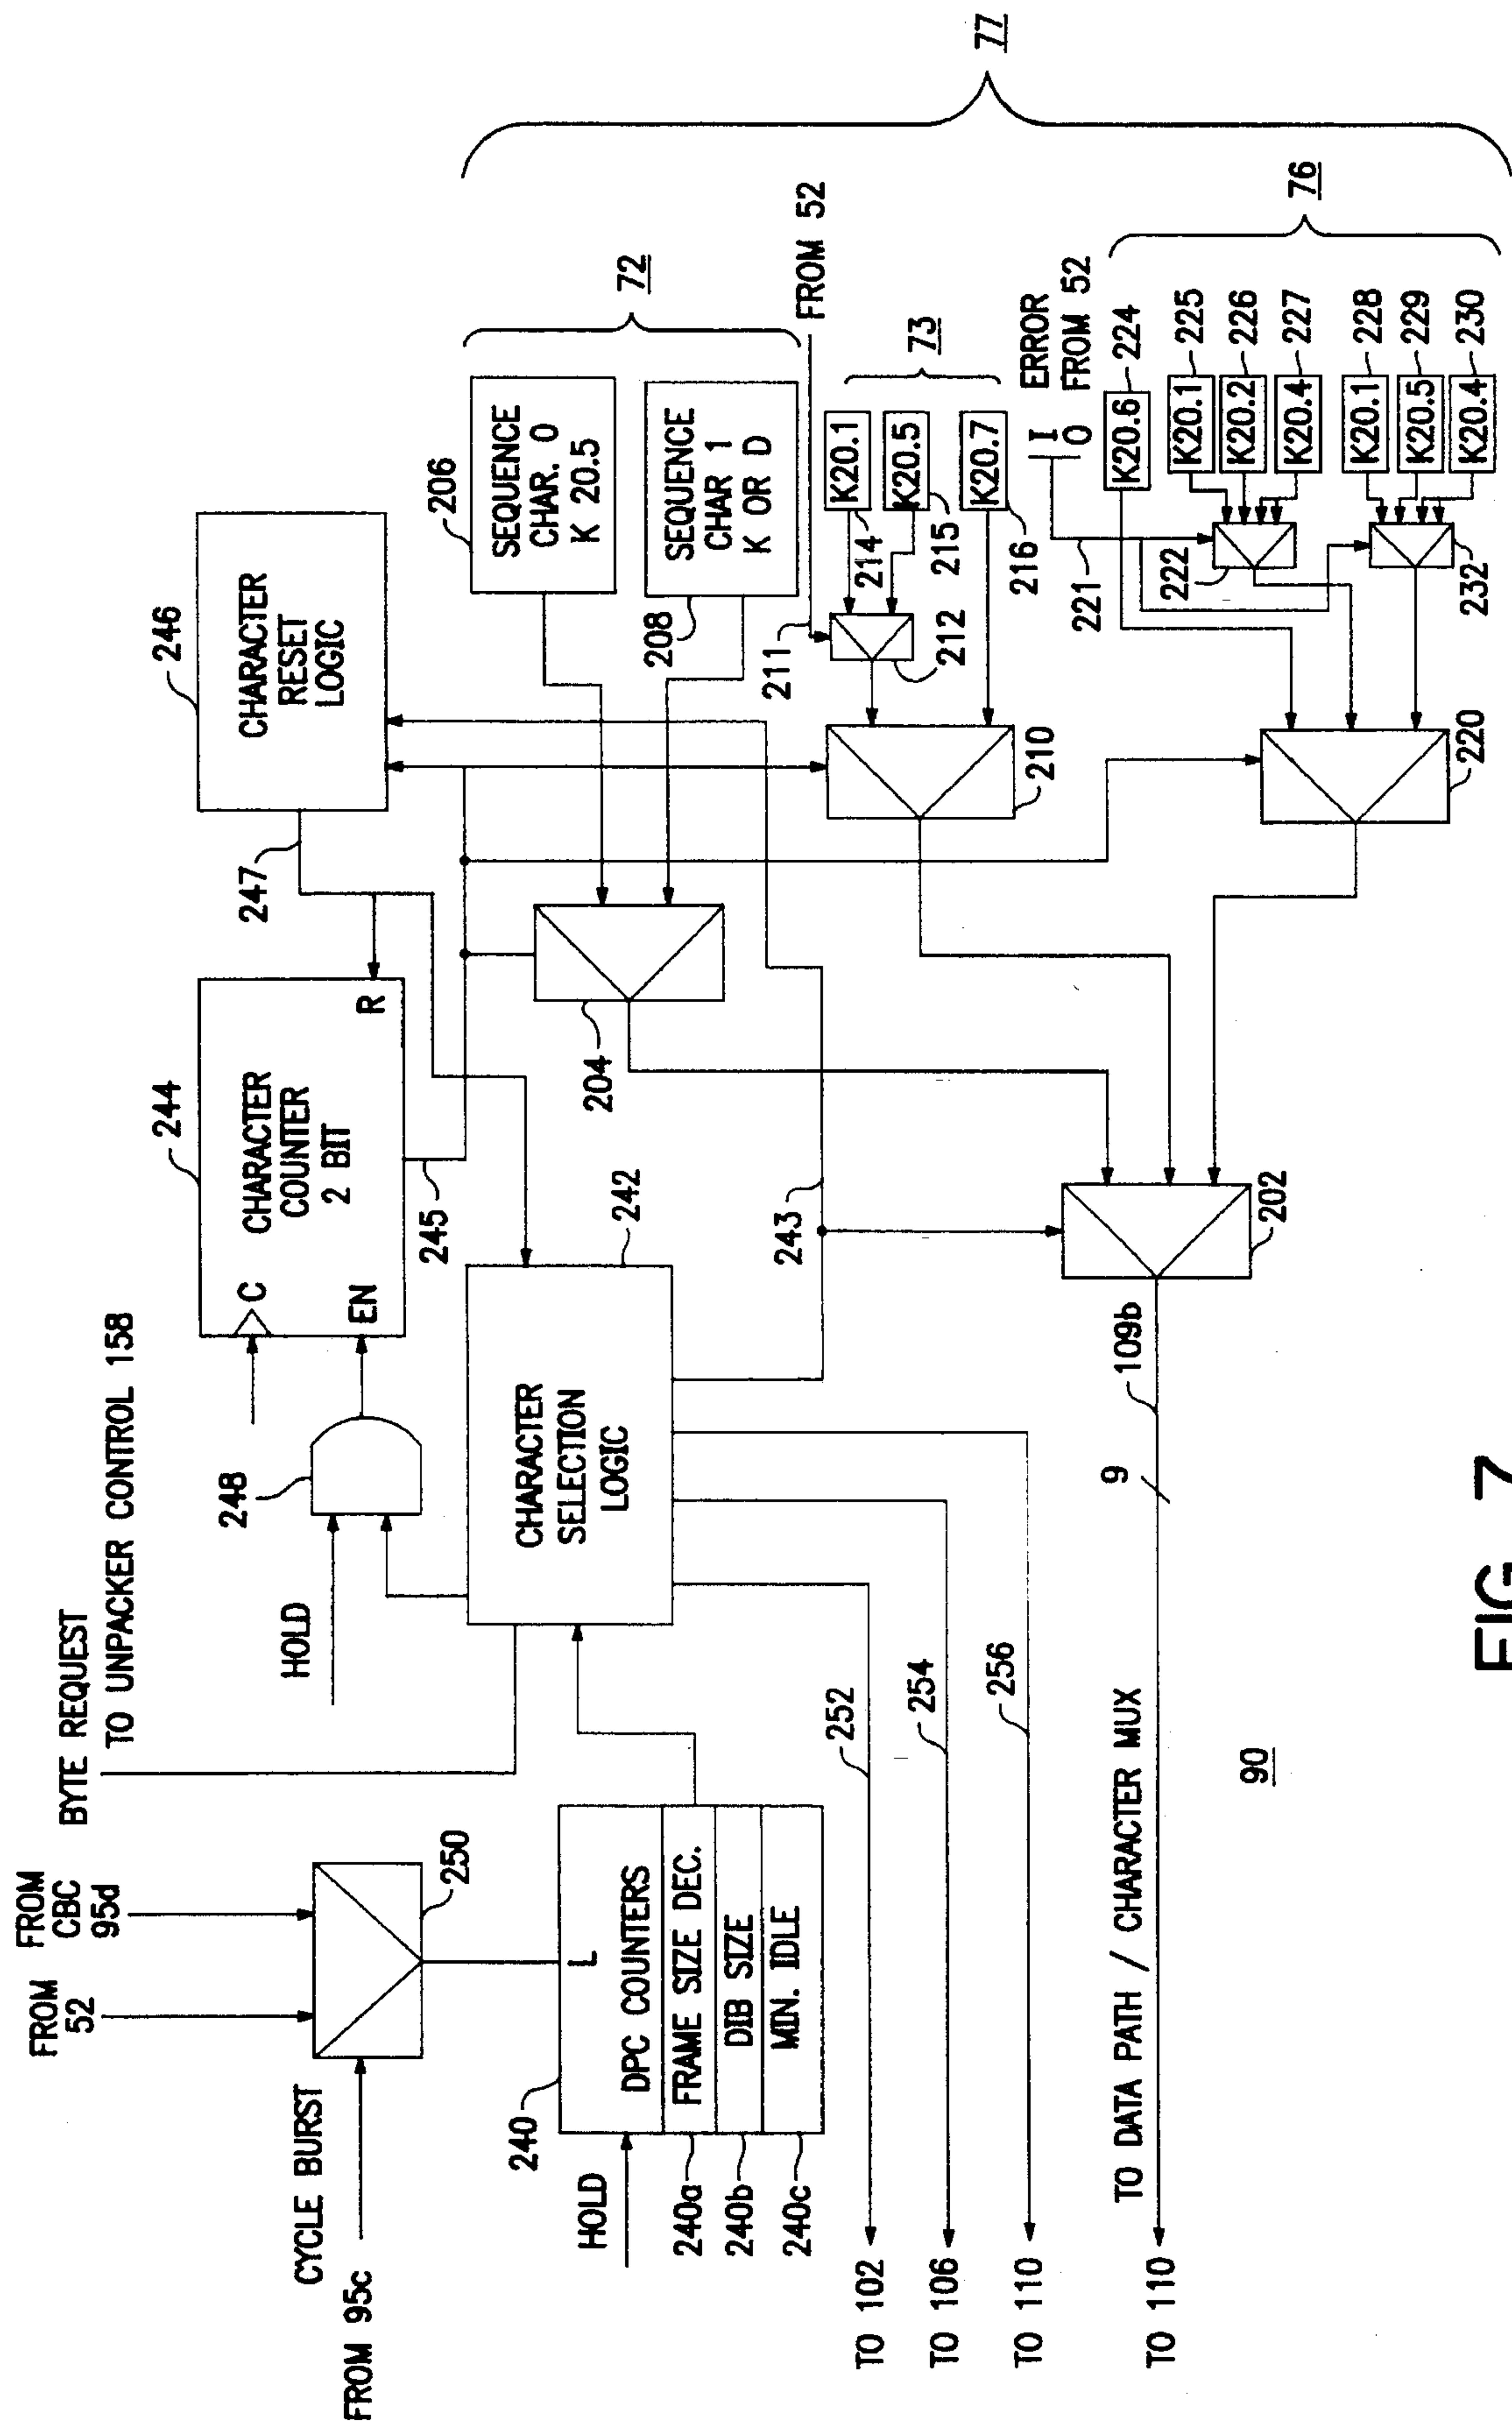 BYTE REQUEST
TO UNPACKER CONTROL 158
FROM
52
FROM
CBC
95d
CYCLE BURST
FROM 95c
250
HOLD
240
L
DPC COUNTERS
FRAME SIZE DEC.
DIB SIZE
MIN. IDLE
240a
240b
240c
HOLD
248
244
C
EN
R
CHARACTER
COUNTER
2 BIT
245
247
246
CHARACTER
RESET
LOGIC
CHARACTER
SELECTION
LOGIC
242
243
206
SEQUENCE
CHAR. 0
K 20.5
SEQUENCE
CHAR 1
K OR D
208
72
204
FROM 52
211
212
K20.1
214
K20.5
215
K20.7
216
73
210
ERROR
FROM 52
I
O
221
K20.6
224
K20.1
225
K20.2
226
K20.4
227
222
K20.1
228
K20.5
229
K20.4
230
232
76
77
220
202
109b
9
252
254
256
TO 102
TO 106
TO 110
TO 110
TO DATA PATH / CHARACTER MUX
90
FIG. 7